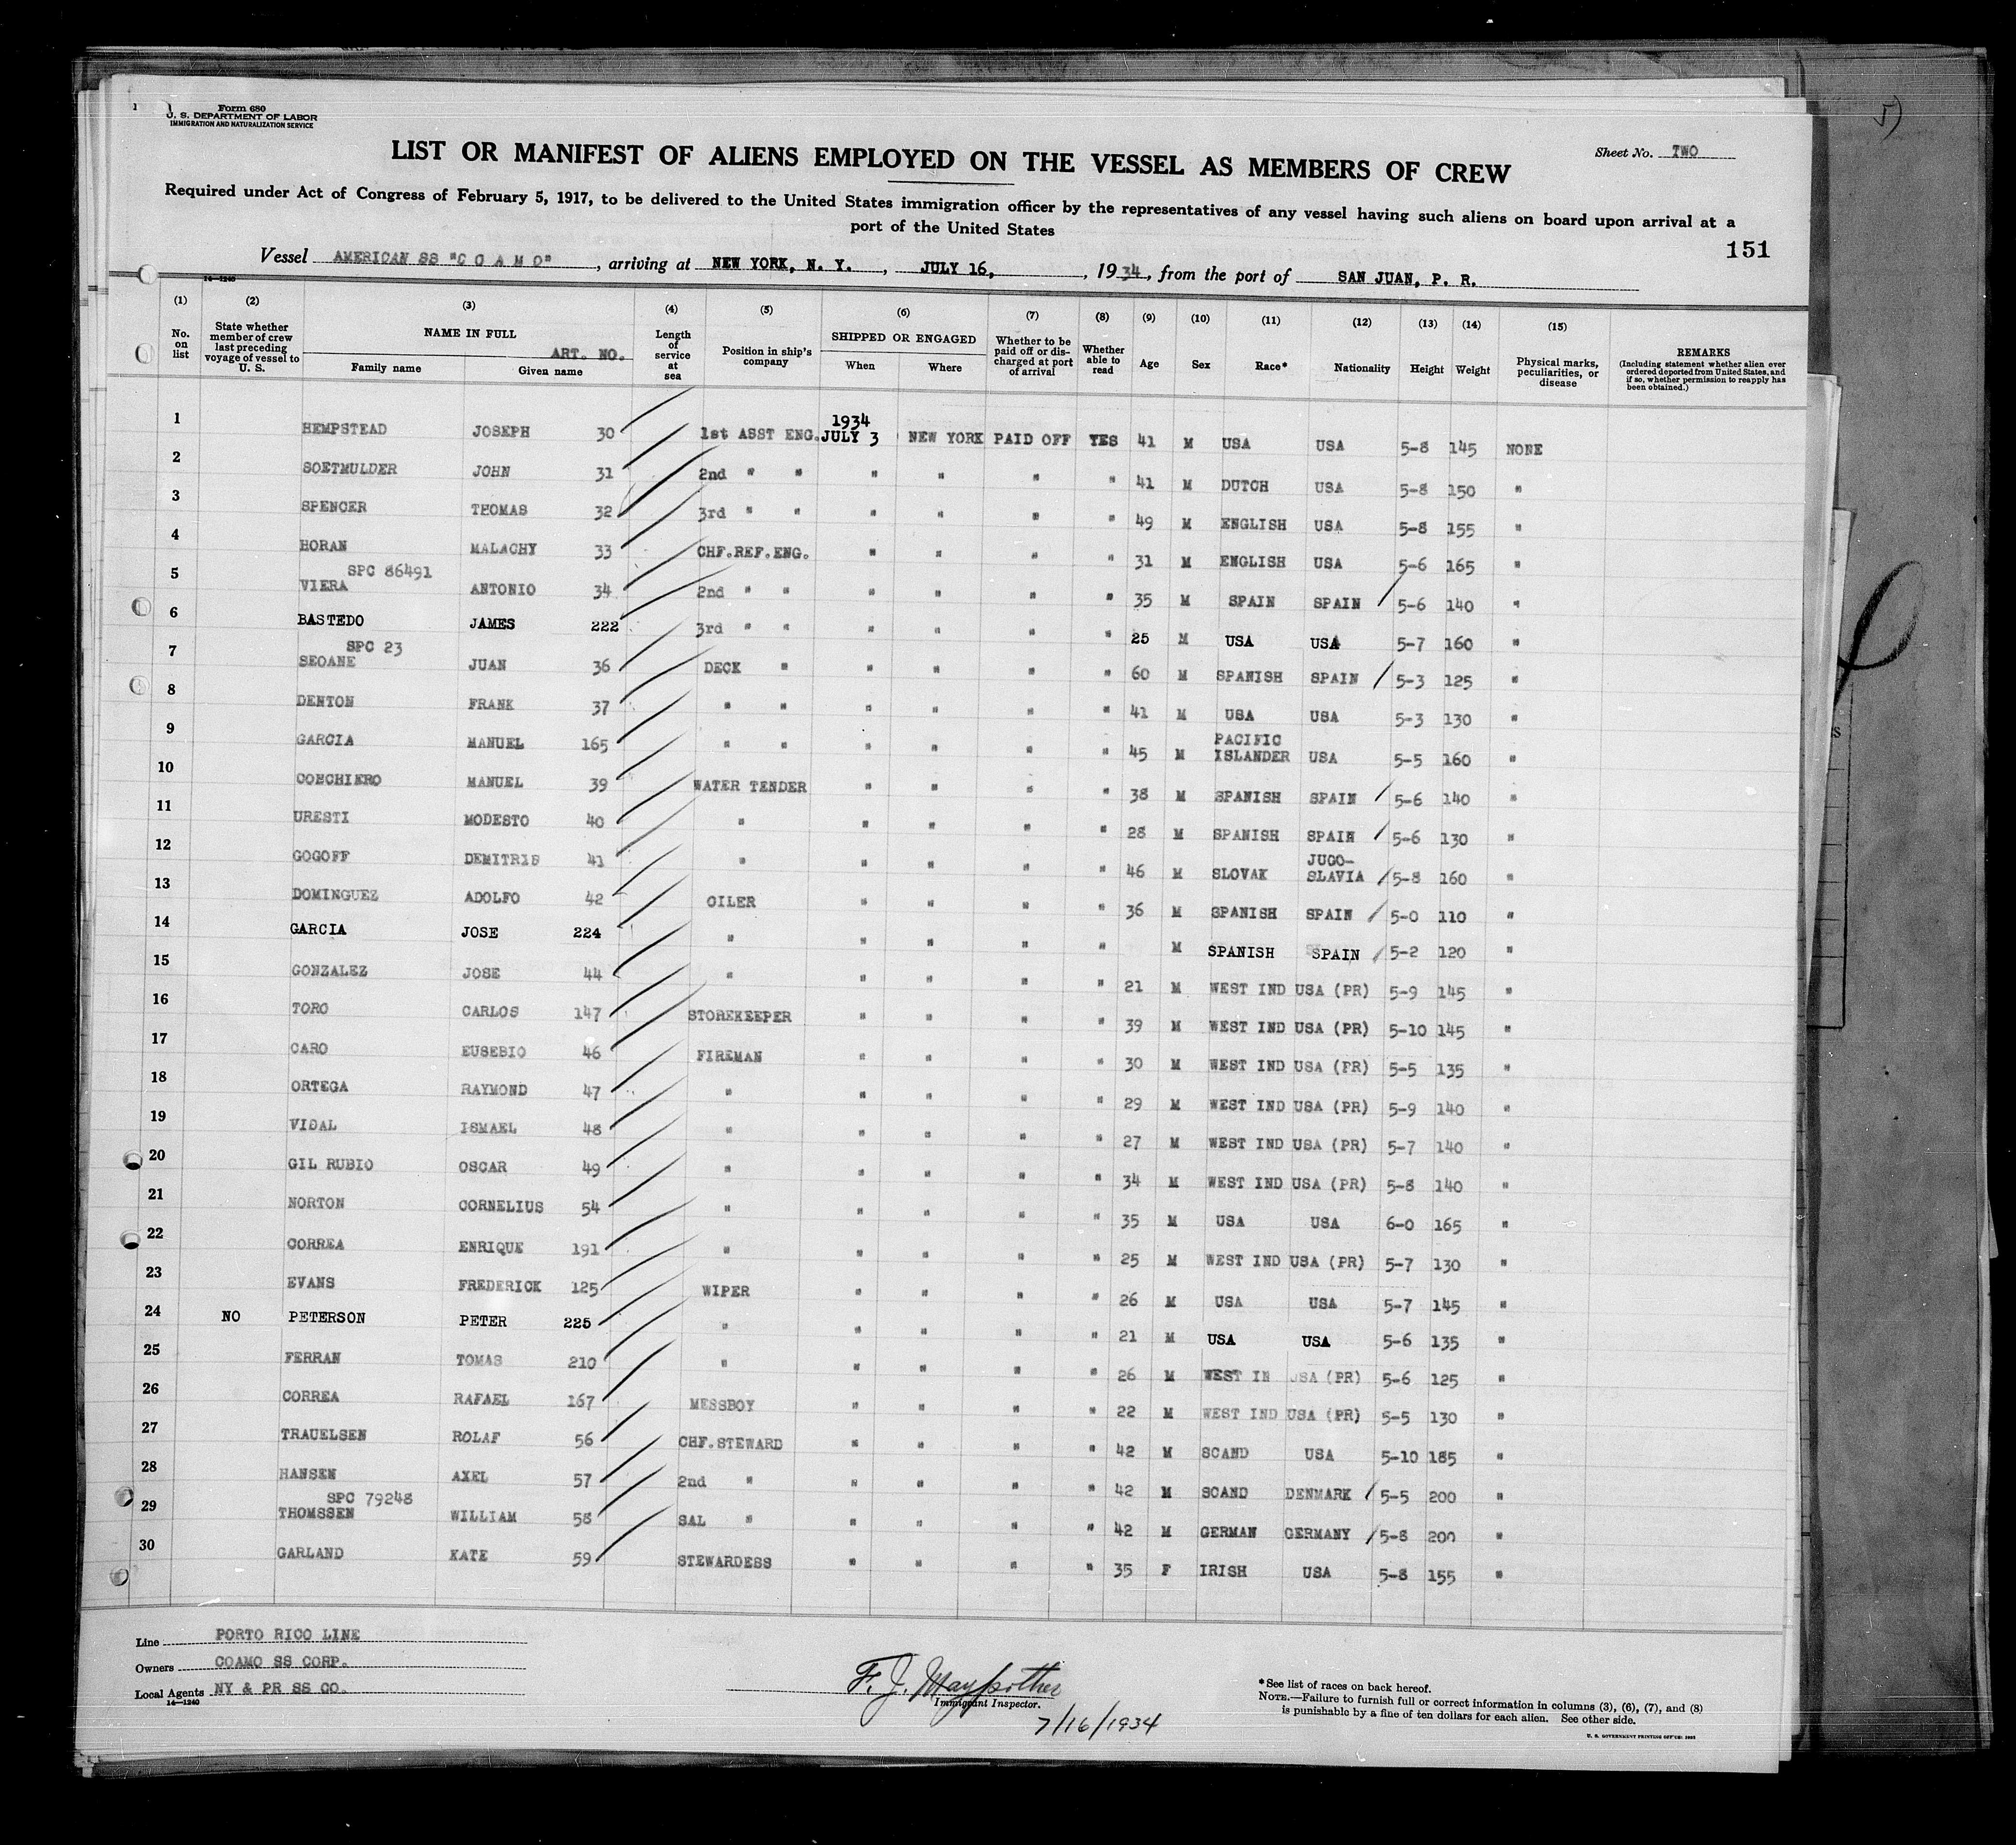 Form 680
U. S. DEPARTMENT OF LABOR
IMMIGRATION AND NATURALIZATION SERVICE
Sheet No. TWO
LIST OR MANIFEST OF ALIENS EMPLOYED ON THE VESSEL AS MEMBERS OF CREW
Required under Act of Congress of February 5, 1917, to be delivered to the United States immigration officer by the representatives of any vessel having such aliens on board upon arrival at a
port of the United States
151
Vessel AMERICAN SS "C O A M O", arriving at NEW YORK, N. Y., JULY 16, 1934, from the port of SAN JUAN, P. R.
14-1240
(1) (2) (3) (4) (5) (6) (7) (8) (9) (10) (11) (12) (13) (14) (15)
No. on list | State whether member of crew last preceding voyage of vessel to U. S. | NAME IN FULL Family name Given name ART. NO. | Length of service at sea | Position in ship's company | SHIPPED OR ENGAGED When Where | Whether to be paid off or discharged at port of arrival | Whether able to read | Age | Sex | Race* | Nationality | Height | Weight | Physical marks, peculiarities, or disease | REMARKS (Including statement whether alien ever ordered deported from United States, and if so, whether permission to reapply has been obtained.)
1 HEMPSTEAD JOSEPH 30 1st ASST ENG. 1934 JULY 3 NEW YORK PAID OFF YES 41 M USA USA 5-8 145 NONE
2 SOETMULDER JOHN 31 2nd " " " " " " 41 M DUTCH USA 5-8 150 "
3 SPENCER THOMAS 32 3rd " " " " " " 49 M ENGLISH USA 5-8 155 "
4 HORAN MALACHY 33 CHF.REF.ENG. " " " " 31 M ENGLISH USA 5-6 165 "
SPC 86491
5 VIERA ANTONIO 34 2nd " " " " " " 35 M SPAIN SPAIN / 5-6 140 "
6 BASTEDO JAMES 222 3rd " " " " " " 25 M USA USA 5-7 160 "
SPC 23
7 SEOANE JUAN 36 DECK " " " " " 60 M SPANISH SPAIN / 5-3 125 "
8 DENTON FRANK 37 " " " " " " 41 M USA USA 5-3 130 "
9 GARCIA MANUEL 165 " " " " " " 45 M PACIFIC ISLANDER USA 5-5 160 "
10 COECHIERO MANUEL 39 WATER TENDER " " " " 38 M SPANISH SPAIN / 5-6 140 "
11 URESTI MODESTO 40 " " " " " 28 M SPANISH SPAIN / 5-6 130 "
12 GOGOFF DEMITRIS 41 " " " " " 46 M SLOVAK JUGO-SLAVIA / 5-8 160 "
13 DOMINGUEZ ADOLFO 42 OILER " " " " 36 M SPANISH SPAIN / 5-0 110 "
14 GARCIA JOSE 224 " " " " " M SPANISH SPAIN / 5-2 120 "
15 GONZALEZ JOSE 44 " " " " " 21 M WEST IND USA (PR) 5-9 145 "
16 TORO CARLOS 147 STOREKEEPER " " " " 39 M WEST IND USA (PR) 5-10 145 "
17 CARO EUSEBIO 46 FIREMAN " " " " 30 M WEST IND USA (PR) 5-5 135 "
18 ORTEGA RAYMOND 47 " " " " " 29 M WEST IND USA (PR) 5-9 140 "
19 VIDAL ISMAEL 48 " " " " " 27 M WEST IND USA (PR) 5-7 140 "
20 GIL RUBIO OSCAR 49 " " " " " 34 M WEST IND USA (PR) 5-8 140 "
21 NORTON CORNELIUS 54 " " " " " 35 M USA USA 6-0 165 "
22 CORREA ENRIQUE 191 " " " " " 25 M WEST IND USA (PR) 5-7 130 "
23 EVANS FREDERICK 125 WIPER " " " " 26 M USA USA 5-7 145 "
24 NO PETERSON PETER 225 " " " " " 21 M USA USA 5-6 135 "
25 FERRAN TOMAS 210 " " " " " 26 M WEST IN USA (PR) 5-6 125 "
26 CORREA RAFAEL 167 MESSBOY " " " " 22 M WEST IND USA (PR) 5-5 130 "
27 TRAUELSEN ROLAF 56 CHF.STEWARD " " " " 42 M SCAND USA 5-10 185 "
28 HANSEN AXEL 57 2nd " " " " " 42 M SCAND DENMARK / 5-5 200 "
SPC 79248
29 THOMSSEN WILLIAM 58 SAL " " " " " 42 M GERMAN GERMANY / 5-8 200 "
30 GARLAND KATE 59 STEWARDESS " " " " 35 F IRISH USA 5-8 155 "
Line PORTO RICO LINE
Owners COAMO SS CORP.
Local Agents NY & PR SS CO.
14-1240
F. J. Maypother
Immigrant Inspector.
7/16/1934
*See list of races on back hereof.
NOTE.—Failure to furnish full or correct information in columns (3), (6), (7), and (8)
is punishable by a fine of ten dollars for each alien. See other side.
U. S. GOVERNMENT PRINTING OFFICE: